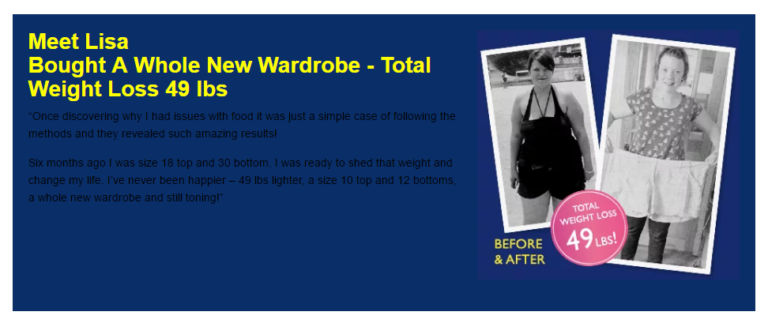 Meet Lisa
Bought A Whole New Wardrobe - Total
Weight Loss 49 lbs
“Once discovering why I had issues with food it was just a simple case of following the
methods and they revealed such amazing results!
Six months ago I was size 18 top and 30 bottom. I was ready to shed that weight and
change my life. I’ve never been happier – 49 lbs lighter, a size 10 top and 12 bottoms,
a whole new wardrobe and still toning!”
TOTAL
WEIGHT LOSS
49 LBS!
BEFORE
& AFTER